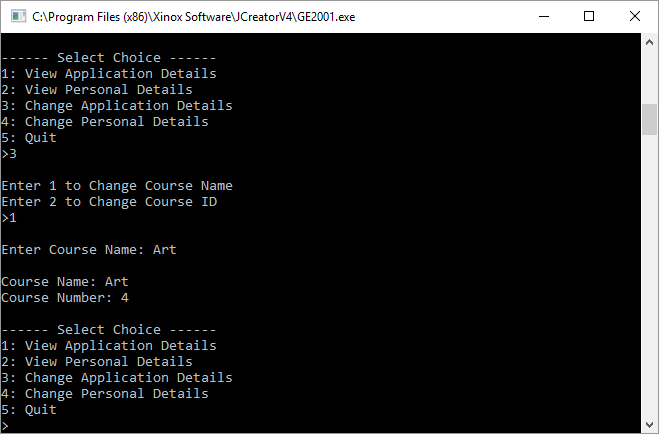 C:\Program Files (x86)\Xinox Software\JCreatorV4\GE2001.exe
------ Select Choice ------
1: View Application Details
2: View Personal Details
3: Change Application Details
4: Change Personal Details
5: Quit
>3
Enter 1 to Change Course Name
Enter 2 to Change Course ID
>1
Enter Course Name: Art
Course Name: Art
Course Number: 4
------ Select Choice ------
1: View Application Details
2: View Personal Details
3: Change Application Details
4: Change Personal Details
5: Quit
>